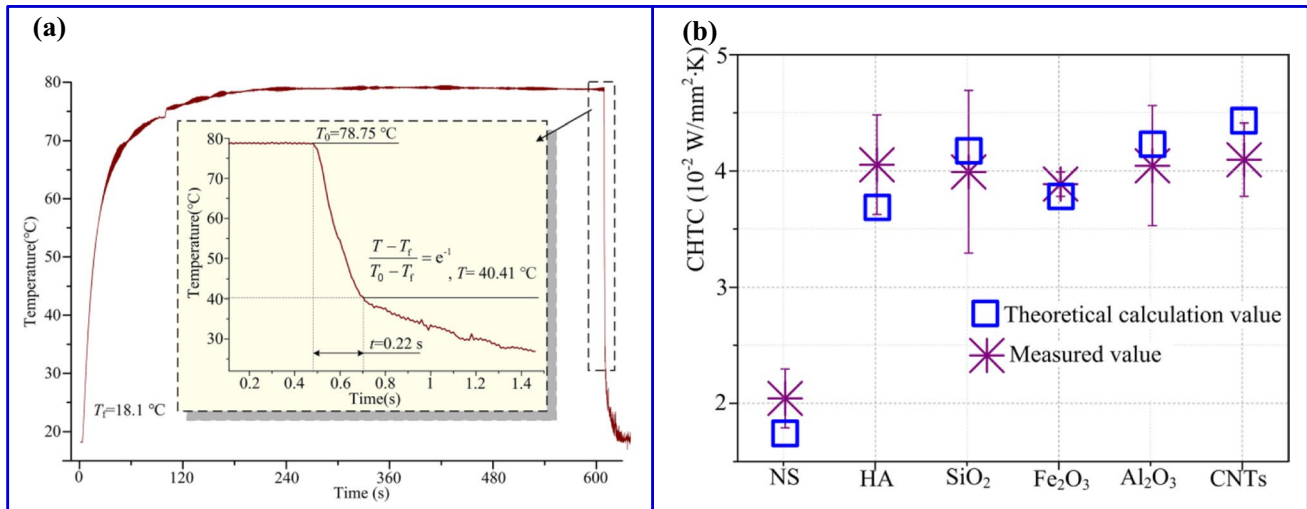 (a)
80
70
60
50
40
30
20
Temperature(℃)
0
120
240
360
480
600
Time (s)
T_f=18.1 ℃
80
70
60
50
40
30
Temperature(℃)
T_0=78.75 ℃
(T − T_f)/(T_0 − T_f) = e^-1, T= 40.41 ℃
t=0.22 s
0.2 0.4 0.6 0.8 1 1.2 1.4
Time(s)
(b)
5
4
3
2
CHTC (10⁻² W/mm²·K)
Theoretical calculation value
Measured value
NS HA SiO₂ Fe₂O₃ Al₂O₃ CNTs